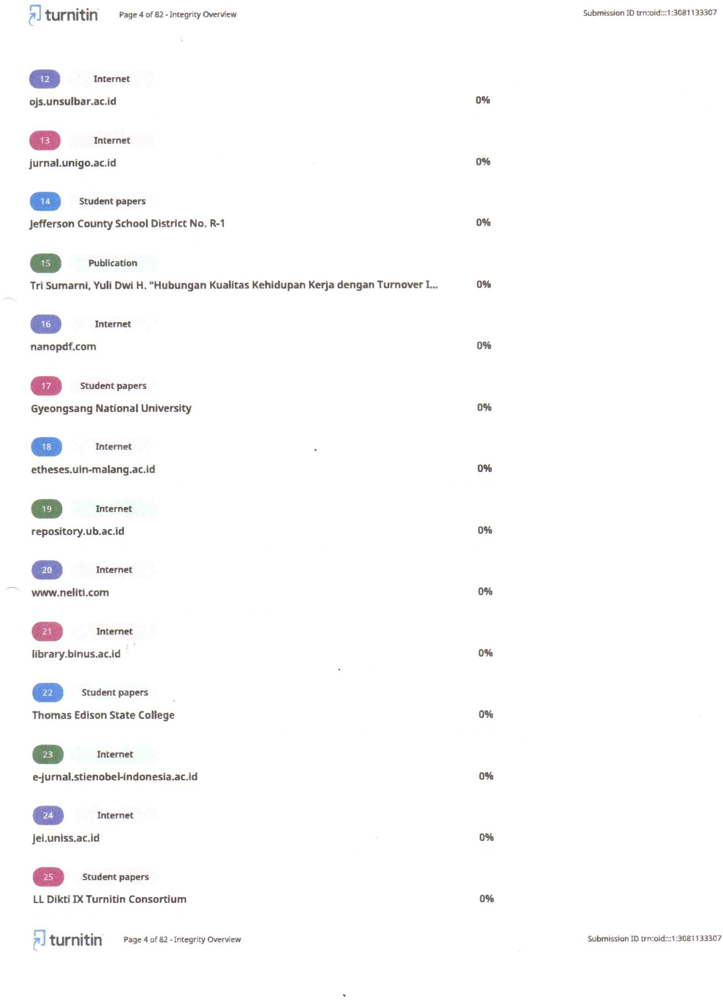 turnitin Page 4 of 82 - Integrity Overview Submission ID trn:oid:::1:3081133307
12 Internet
ojs.unsulbar.ac.id 0%
13 Internet
jurnal.unigo.ac.id 0%
14 Student papers
Jefferson County School District No. R-1 0%
15 Publication
Tri Sumarni, Yuli Dwi H. "Hubungan Kualitas Kehidupan Kerja dengan Turnover I... 0%
16 Internet
nanopdf.com 0%
17 Student papers
Gyeongsang National University 0%
18 Internet
etheses.uin-malang.ac.id 0%
19 Internet
repository.ub.ac.id 0%
20 Internet
www.neliti.com 0%
21 Internet
library.binus.ac.id 0%
22 Student papers
Thomas Edison State College 0%
23 Internet
e-jurnal.stienobel-indonesia.ac.id 0%
24 Internet
jei.uniss.ac.id 0%
25 Student papers
LL Dikti IX Turnitin Consortium 0%
turnitin Page 4 of 82 - Integrity Overview Submission ID trn:oid:::1:3081133307